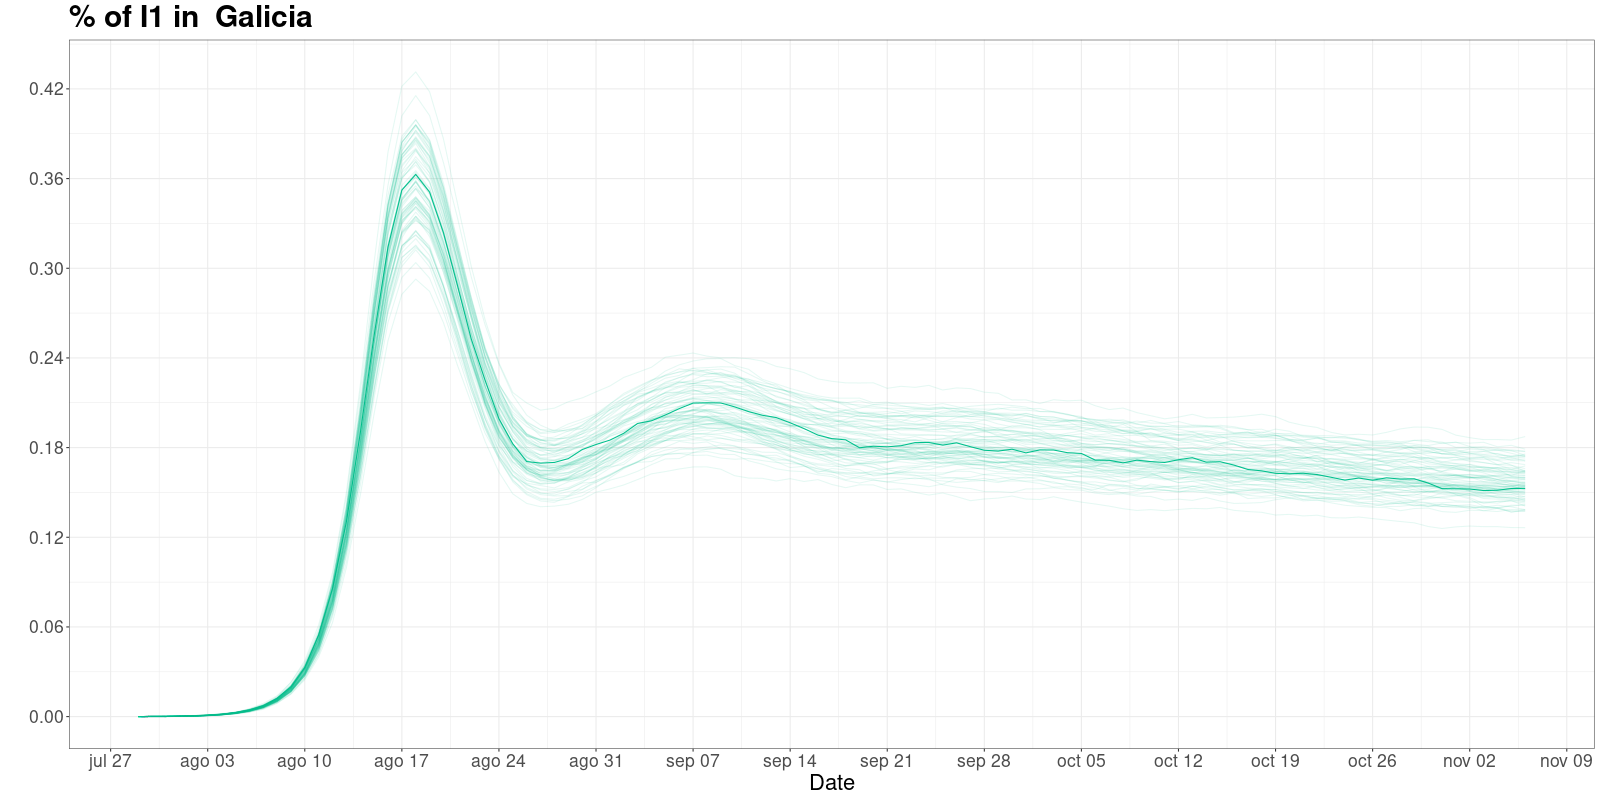 % of I1 in  Galicia
0.42
0.36
0.30
0.24
0.18
0.12
0.06
0.00
jul 27 ago 03 ago 10 ago 17 ago 24 ago 31 sep 07 sep 14 sep 21 sep 28 oct 05 oct 12 oct 19 oct 26 nov 02 nov 09
Date